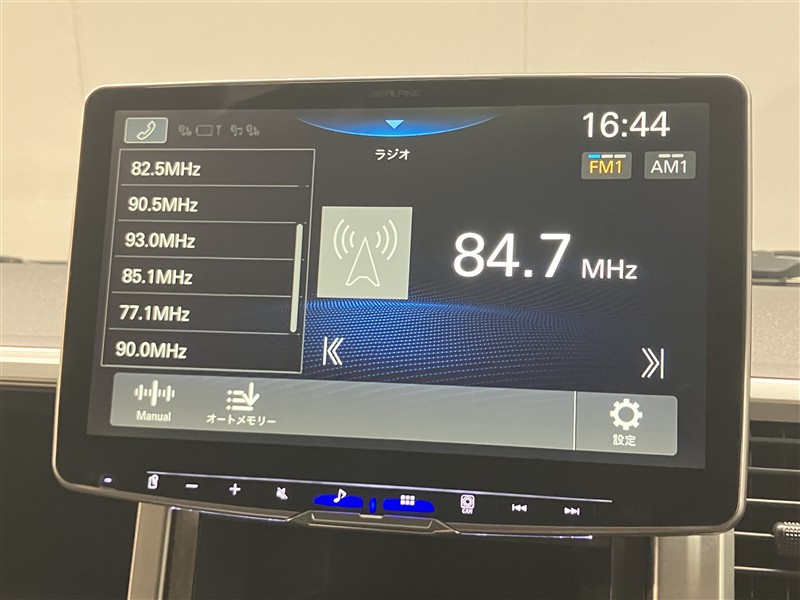 ALPINE
16:44
ラジオ
FM1
AM1
82.5MHz
90.5MHz
93.0MHz
85.1MHz
77.1MHz
90.0MHz
84.7 MHz
Manual
オートメモリー
設定
CAM